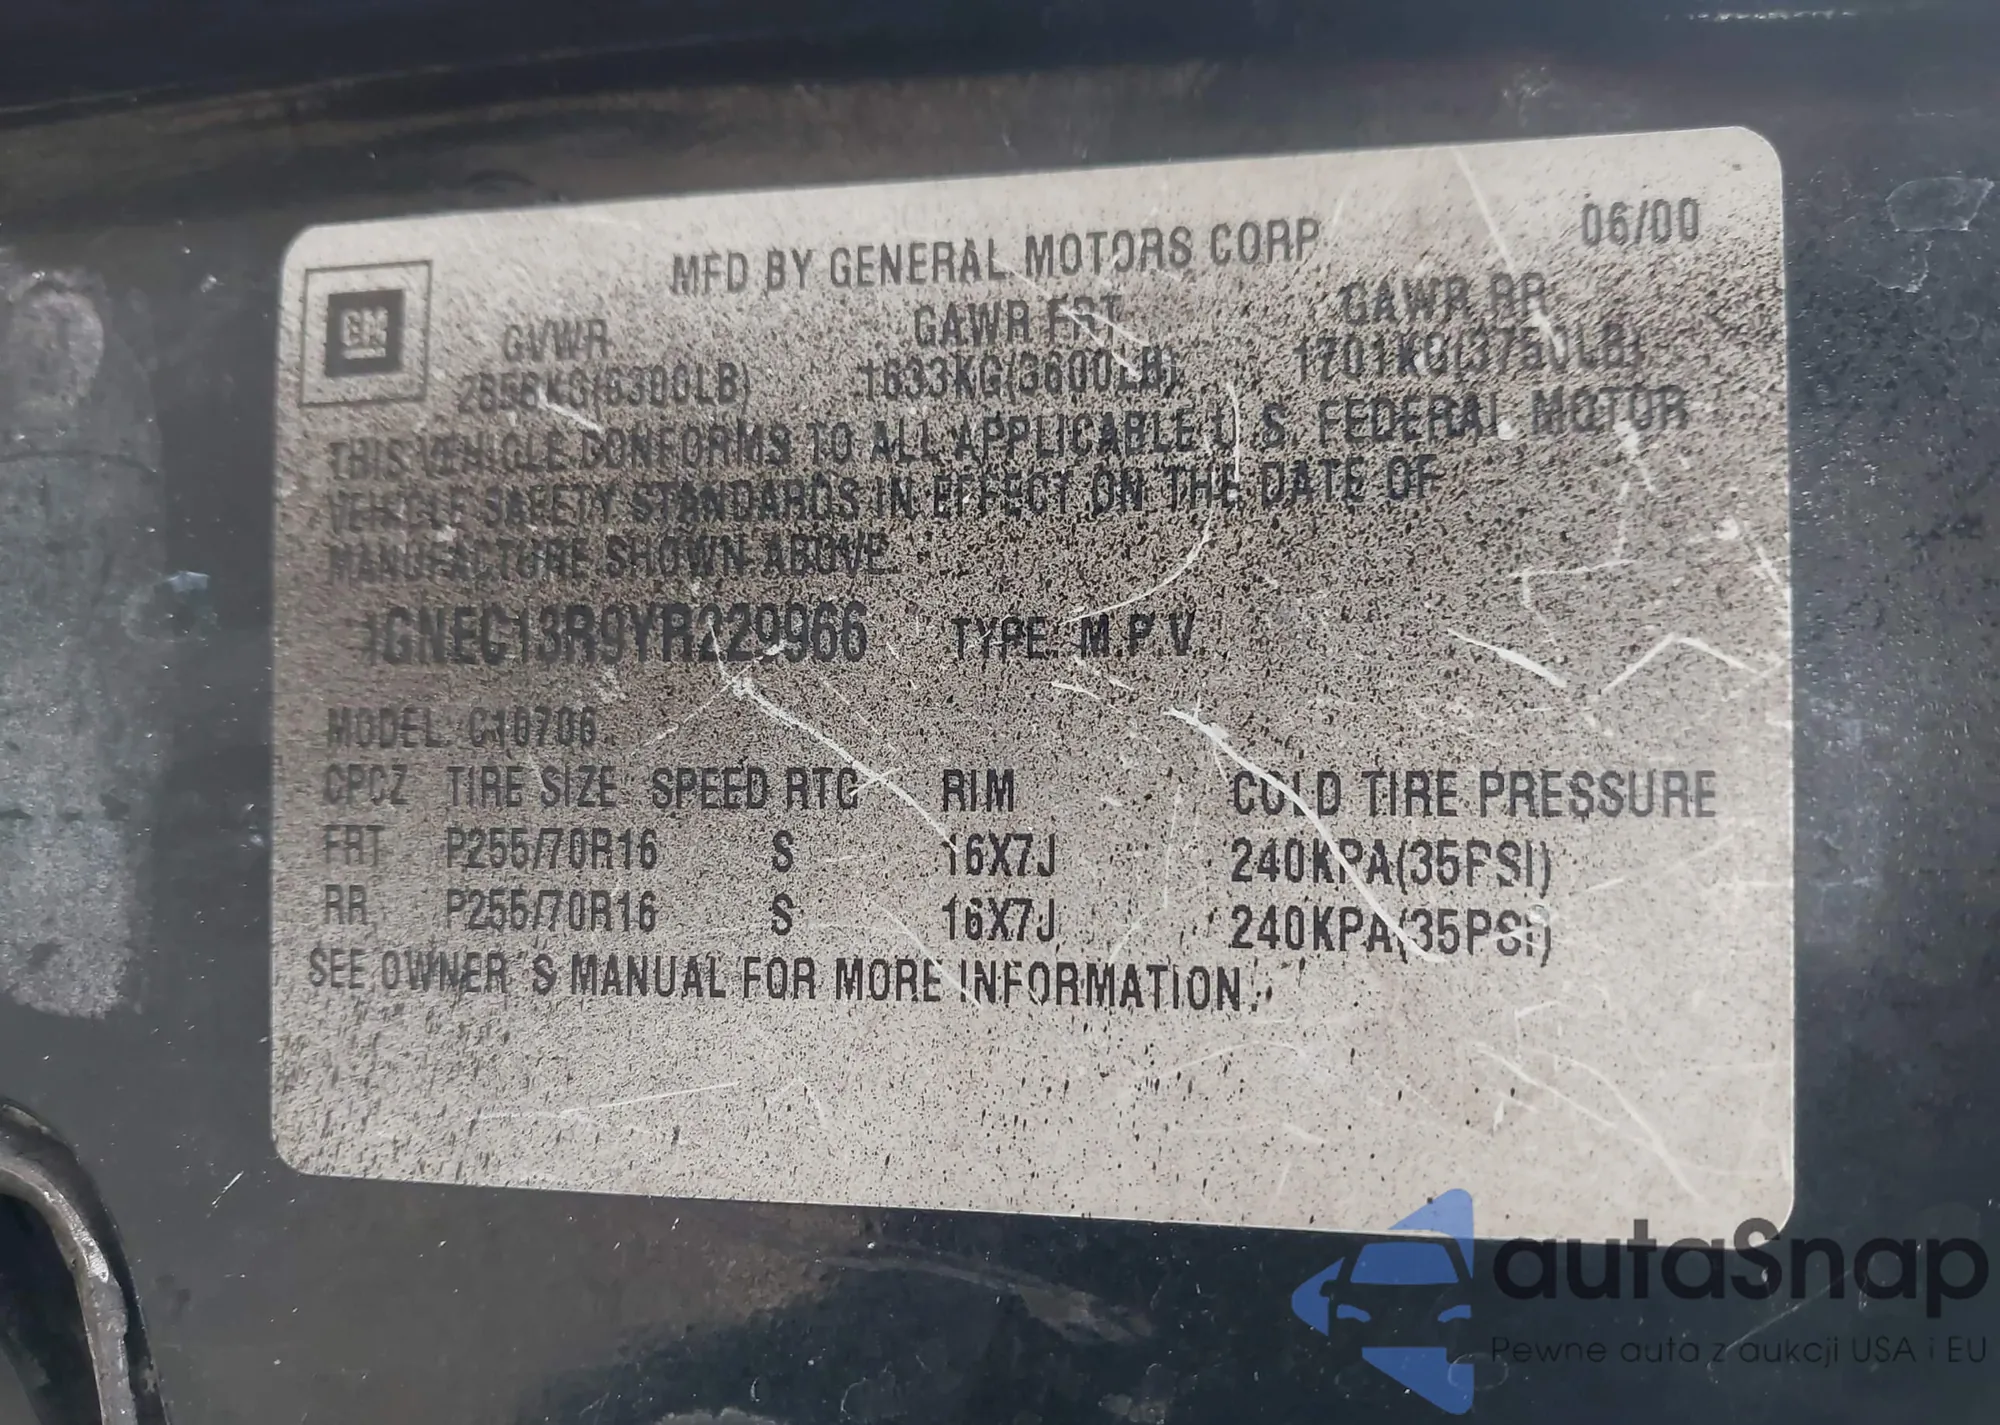 06/00
MFD BY GENERAL MOTORS CORP
GM
GVWR GAWR FRT GAWR RR
2858KG(6300LB) 1633KG(3600LB) 1701KG(3750LB)
THIS VEHICLE CONFORMS TO ALL APPLICABLE U.S. FEDERAL MOTOR
VEHICLE SAFETY STANDARDS IN EFFECT ON THE DATE OF
MANUFACTURE SHOWN ABOVE.
1GNEC13R9YR229966 TYPE: M.P.V.
MODEL: C10706
CPCZ TIRE SIZE SPEED RTG RIM COLD TIRE PRESSURE
FRT P255/70R16 S 16X7J 240KPA(35PSI)
RR P255/70R16 S 16X7J 240KPA(35PSI)
SEE OWNER'S MANUAL FOR MORE INFORMATION.
autaSnap
Pewne auta z aukcji USA i EU